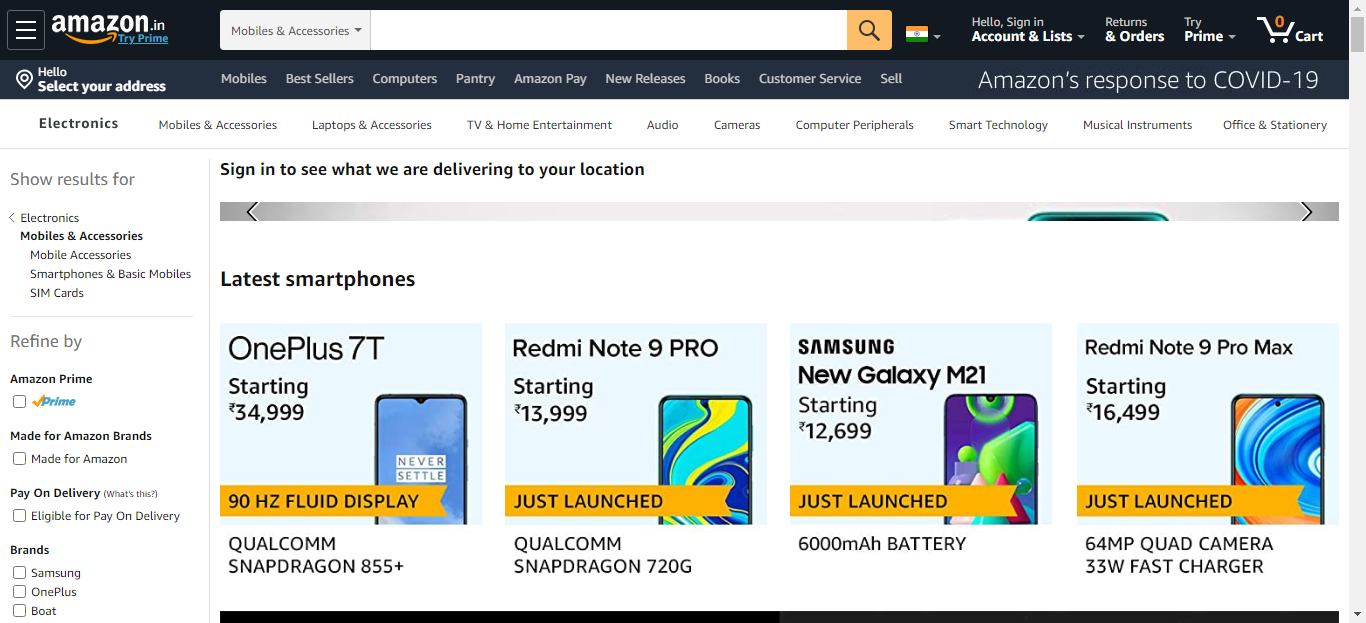 amazon.in
Try Prime
Mobiles & Accessories
Hello, Sign in
Account & Lists
Returns
& Orders
Try
Prime
0
Cart
Hello
Select your address
Mobiles
Best Sellers
Computers
Pantry
Amazon Pay
New Releases
Books
Customer Service
Sell
Amazon's response to COVID-19
Electronics
Mobiles & Accessories
Laptops & Accessories
TV & Home Entertainment
Audio
Cameras
Computer Peripherals
Smart Technology
Musical Instruments
Office & Stationery
Show results for
Electronics
Mobiles & Accessories
Mobile Accessories
Smartphones & Basic Mobiles
SIM Cards
Refine by
Amazon Prime
Prime
Made for Amazon Brands
Made for Amazon
Pay On Delivery (What's this?)
Eligible for Pay On Delivery
Brands
Samsung
OnePlus
Boat
Sign in to see what we are delivering to your location
Latest smartphones
OnePlus 7T
Starting
₹34,999
NEVER
SETTLE
90 HZ FLUID DISPLAY
QUALCOMM
SNAPDRAGON 855+
Redmi Note 9 PRO
Starting
₹13,999
JUST LAUNCHED
QUALCOMM
SNAPDRAGON 720G
SAMSUNG
New Galaxy M21
Starting
₹12,699
JUST LAUNCHED
6000mAh BATTERY
Redmi Note 9 Pro Max
Starting
₹16,499
JUST LAUNCHED
64MP QUAD CAMERA
33W FAST CHARGER